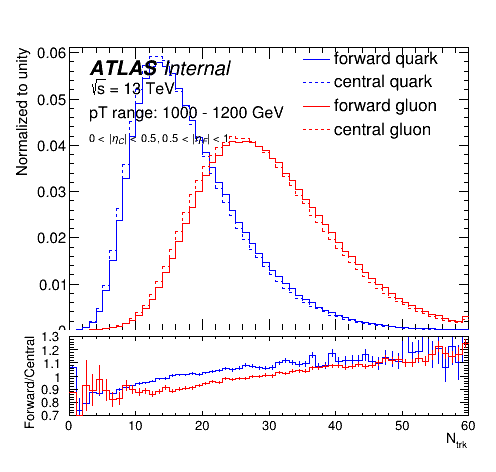 ATLAS Internal
√s = 13 TeV
pT range: 1000 - 1200 GeV
0 < |η_C| < 0.5, 0.5 < |η_F| < 1
forward quark
central quark
forward gluon
central gluon
Normalized to unity
0.06
0.05
0.04
0.03
0.02
0.01
0
Forward/Central
1.3
1.2
1.1
1
0.9
0.8
0.7
0 10 20 30 40 50 60
N_trk